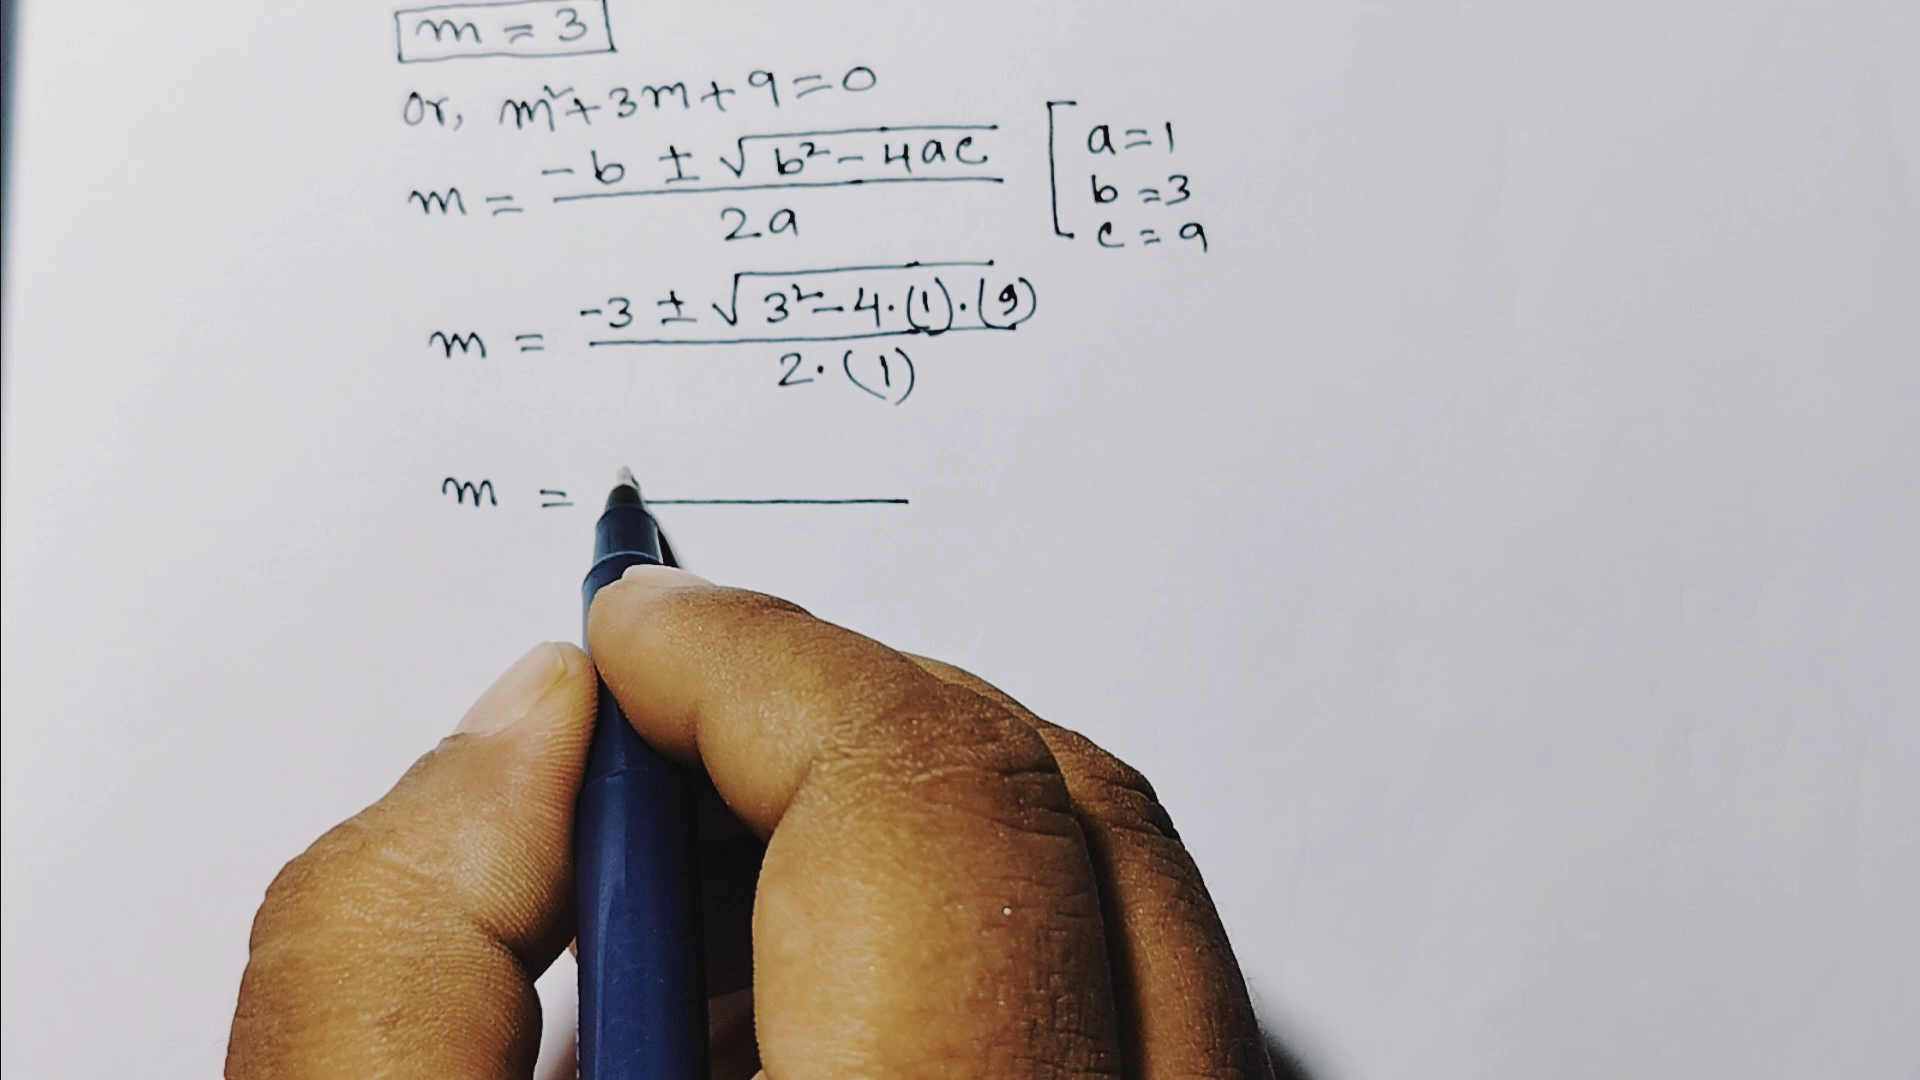 m = 3
Or, m²+3m+9=0
m = (-b ± √(b²-4ac))/(2a) [a=1
b=3
c=9
m = (-3 ± √(3²-4·(1)·(9)))/(2·(1))
m =